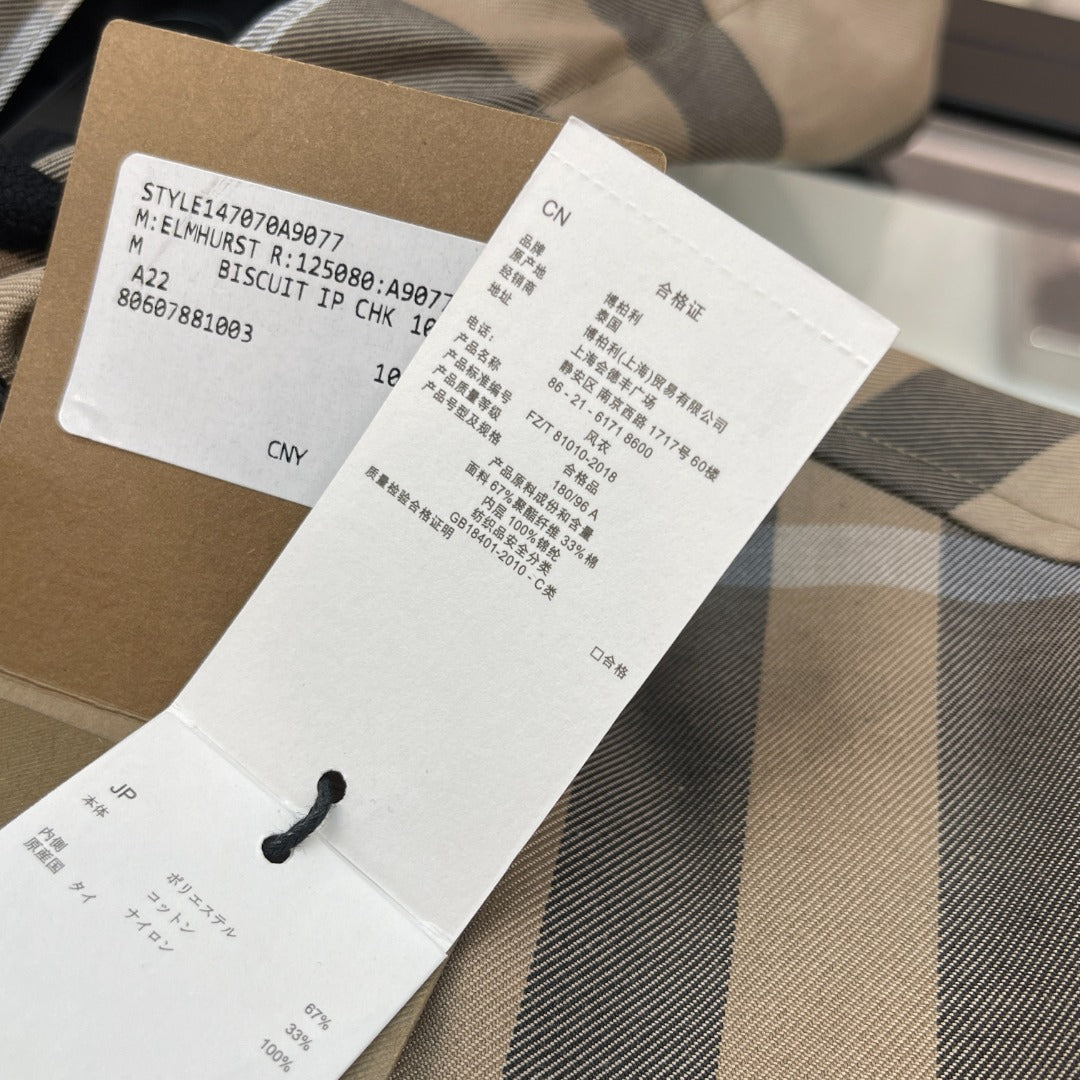 STYLE147070A9077
M:ELMHURST R:125080:A9077
M BISCUIT IP CHK 10
A22
80607881003
10
CNY
CN
合格证
品牌 博柏利
原产地 泰国
经销商 博柏利(上海)贸易有限公司
地址 上海会德丰广场
静安区 南京西路 1717号 60楼
电话: 86 - 21 - 6171 8600
产品名称 风衣
产品标准编号 FZ/T 81010-2018
产品质量等级 合格品
产品号型及规格 180/96 A
产品原料成份和含量
面料 67%聚酯纤维 33%棉
内层 100%锦纶
纺织品安全分类
GB18401-2010 - C类
质量检验合格证明
☐合格
JP
本体 ポリエステル 67%
コットン 33%
内側 ナイロン 100%
原産国 タイ